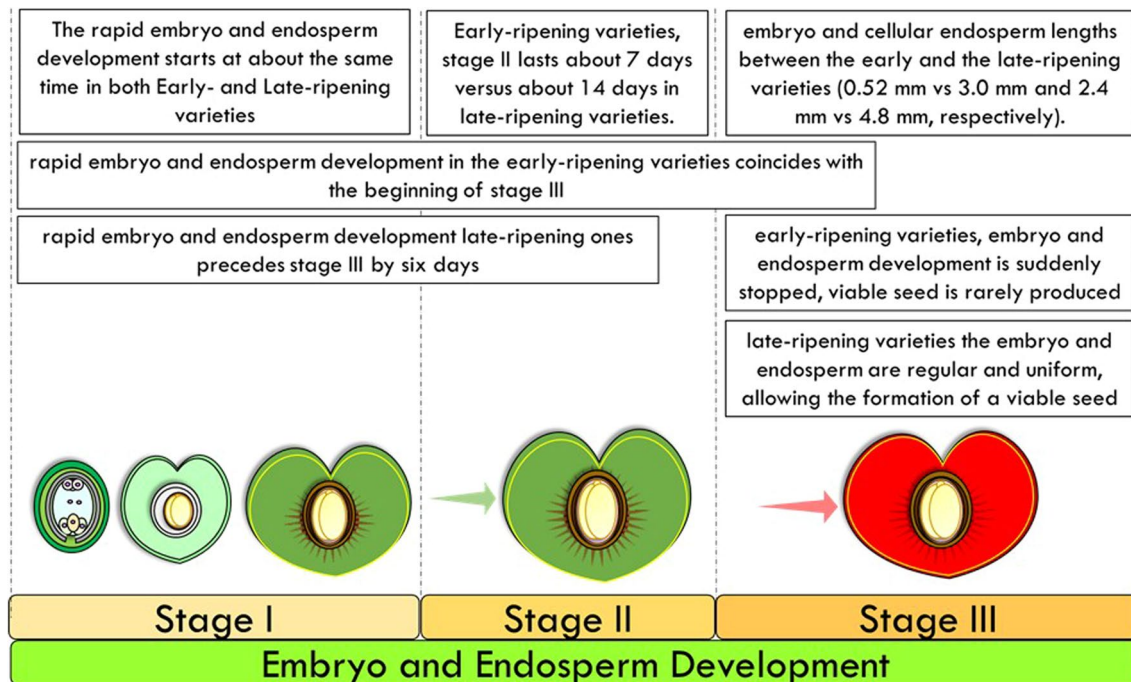 The rapid embryo and endosperm
development starts at about the same
time in both Early- and Late-ripening
varieties
Early-ripening varieties,
stage II lasts about 7 days
versus about 14 days in
late-ripening varieties.
embryo and cellular endosperm lengths
between the early and the late-ripening
varieties (0.52 mm vs 3.0 mm and 2.4
mm vs 4.8 mm, respectively).
rapid embryo and endosperm development in the early-ripening varieties coincides with
the beginning of stage III
rapid embryo and endosperm development late-ripening ones
precedes stage III by six days
early-ripening varieties, embryo and
endosperm development is suddenly
stopped, viable seed is rarely produced
late-ripening varieties the embryo and
endosperm are regular and uniform,
allowing the formation of a viable seed
Stage I
Stage II
Stage III
Embryo and Endosperm Development